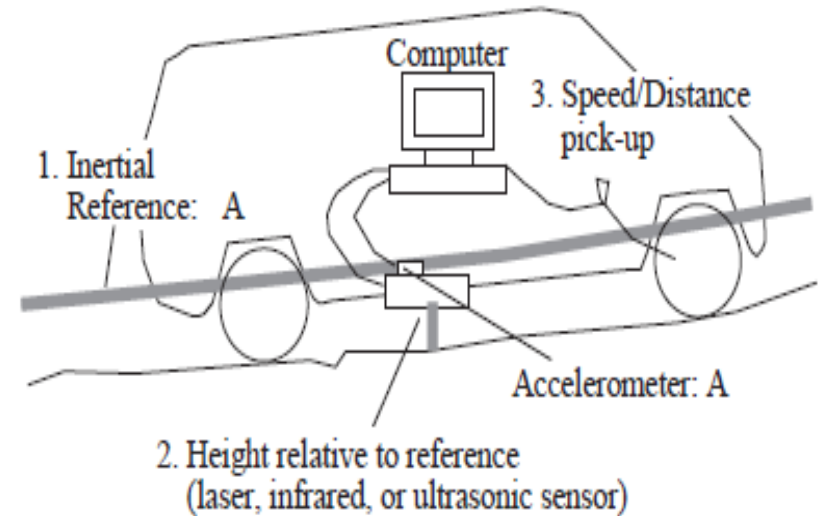 Computer
3. Speed/Distance
pick-up
1. Inertial
Reference: A
Accelerometer: A
2. Height relative to reference
(laser, infrared, or ultrasonic sensor)